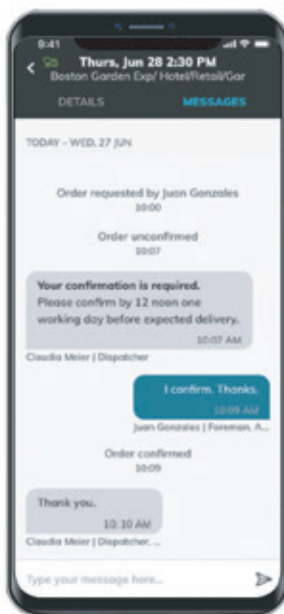 9:41
Thurs, Jun 28 2:30 PM
Boston Garden Exp/ Hotel/Retail/Gar
DETAILS MESSAGES
TODAY – WED, 27 JUN
Order requested by Juan Gonzales
10:00
Order unconfirmed
10:07
Your confirmation is required.
Please confirm by 12 noon one
working day before expected delivery.
10:07 AM
Claudia Meier | Dispatcher
I confirm. Thanks.
10:09 AM
Juan Gonzales | Foreman, A...
Order confirmed
10:09
Thank you.
10:10 AM
Claudia Meier | Dispatcher, ...
Type your message here...